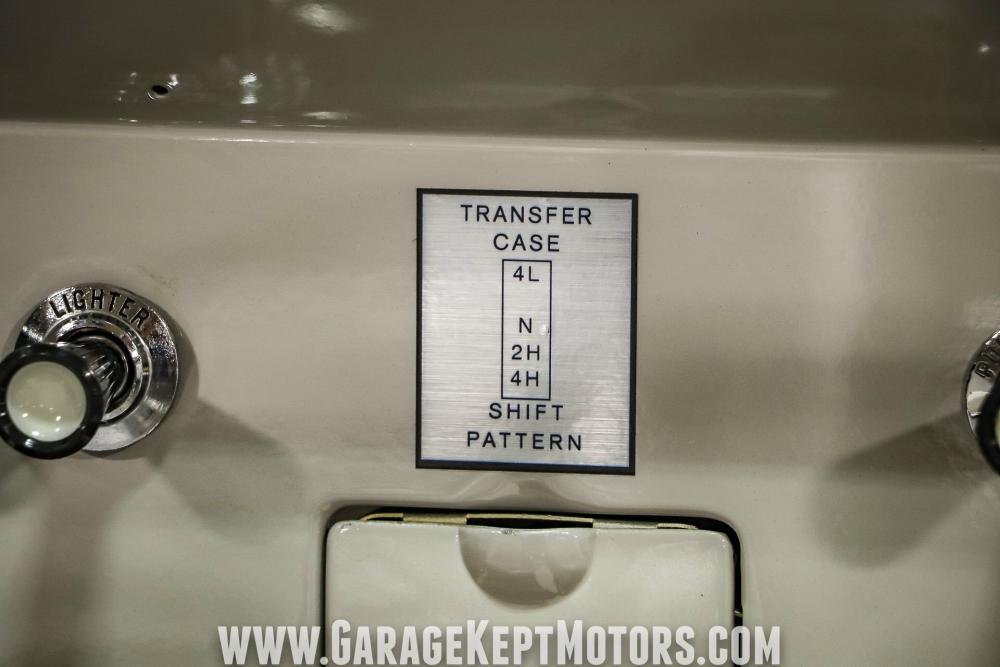 TRANSFER
CASE
4L
N
2H
4H
SHIFT
PATTERN
LIGHTER
WWW.GARAGEKEPTMOTORS.COM